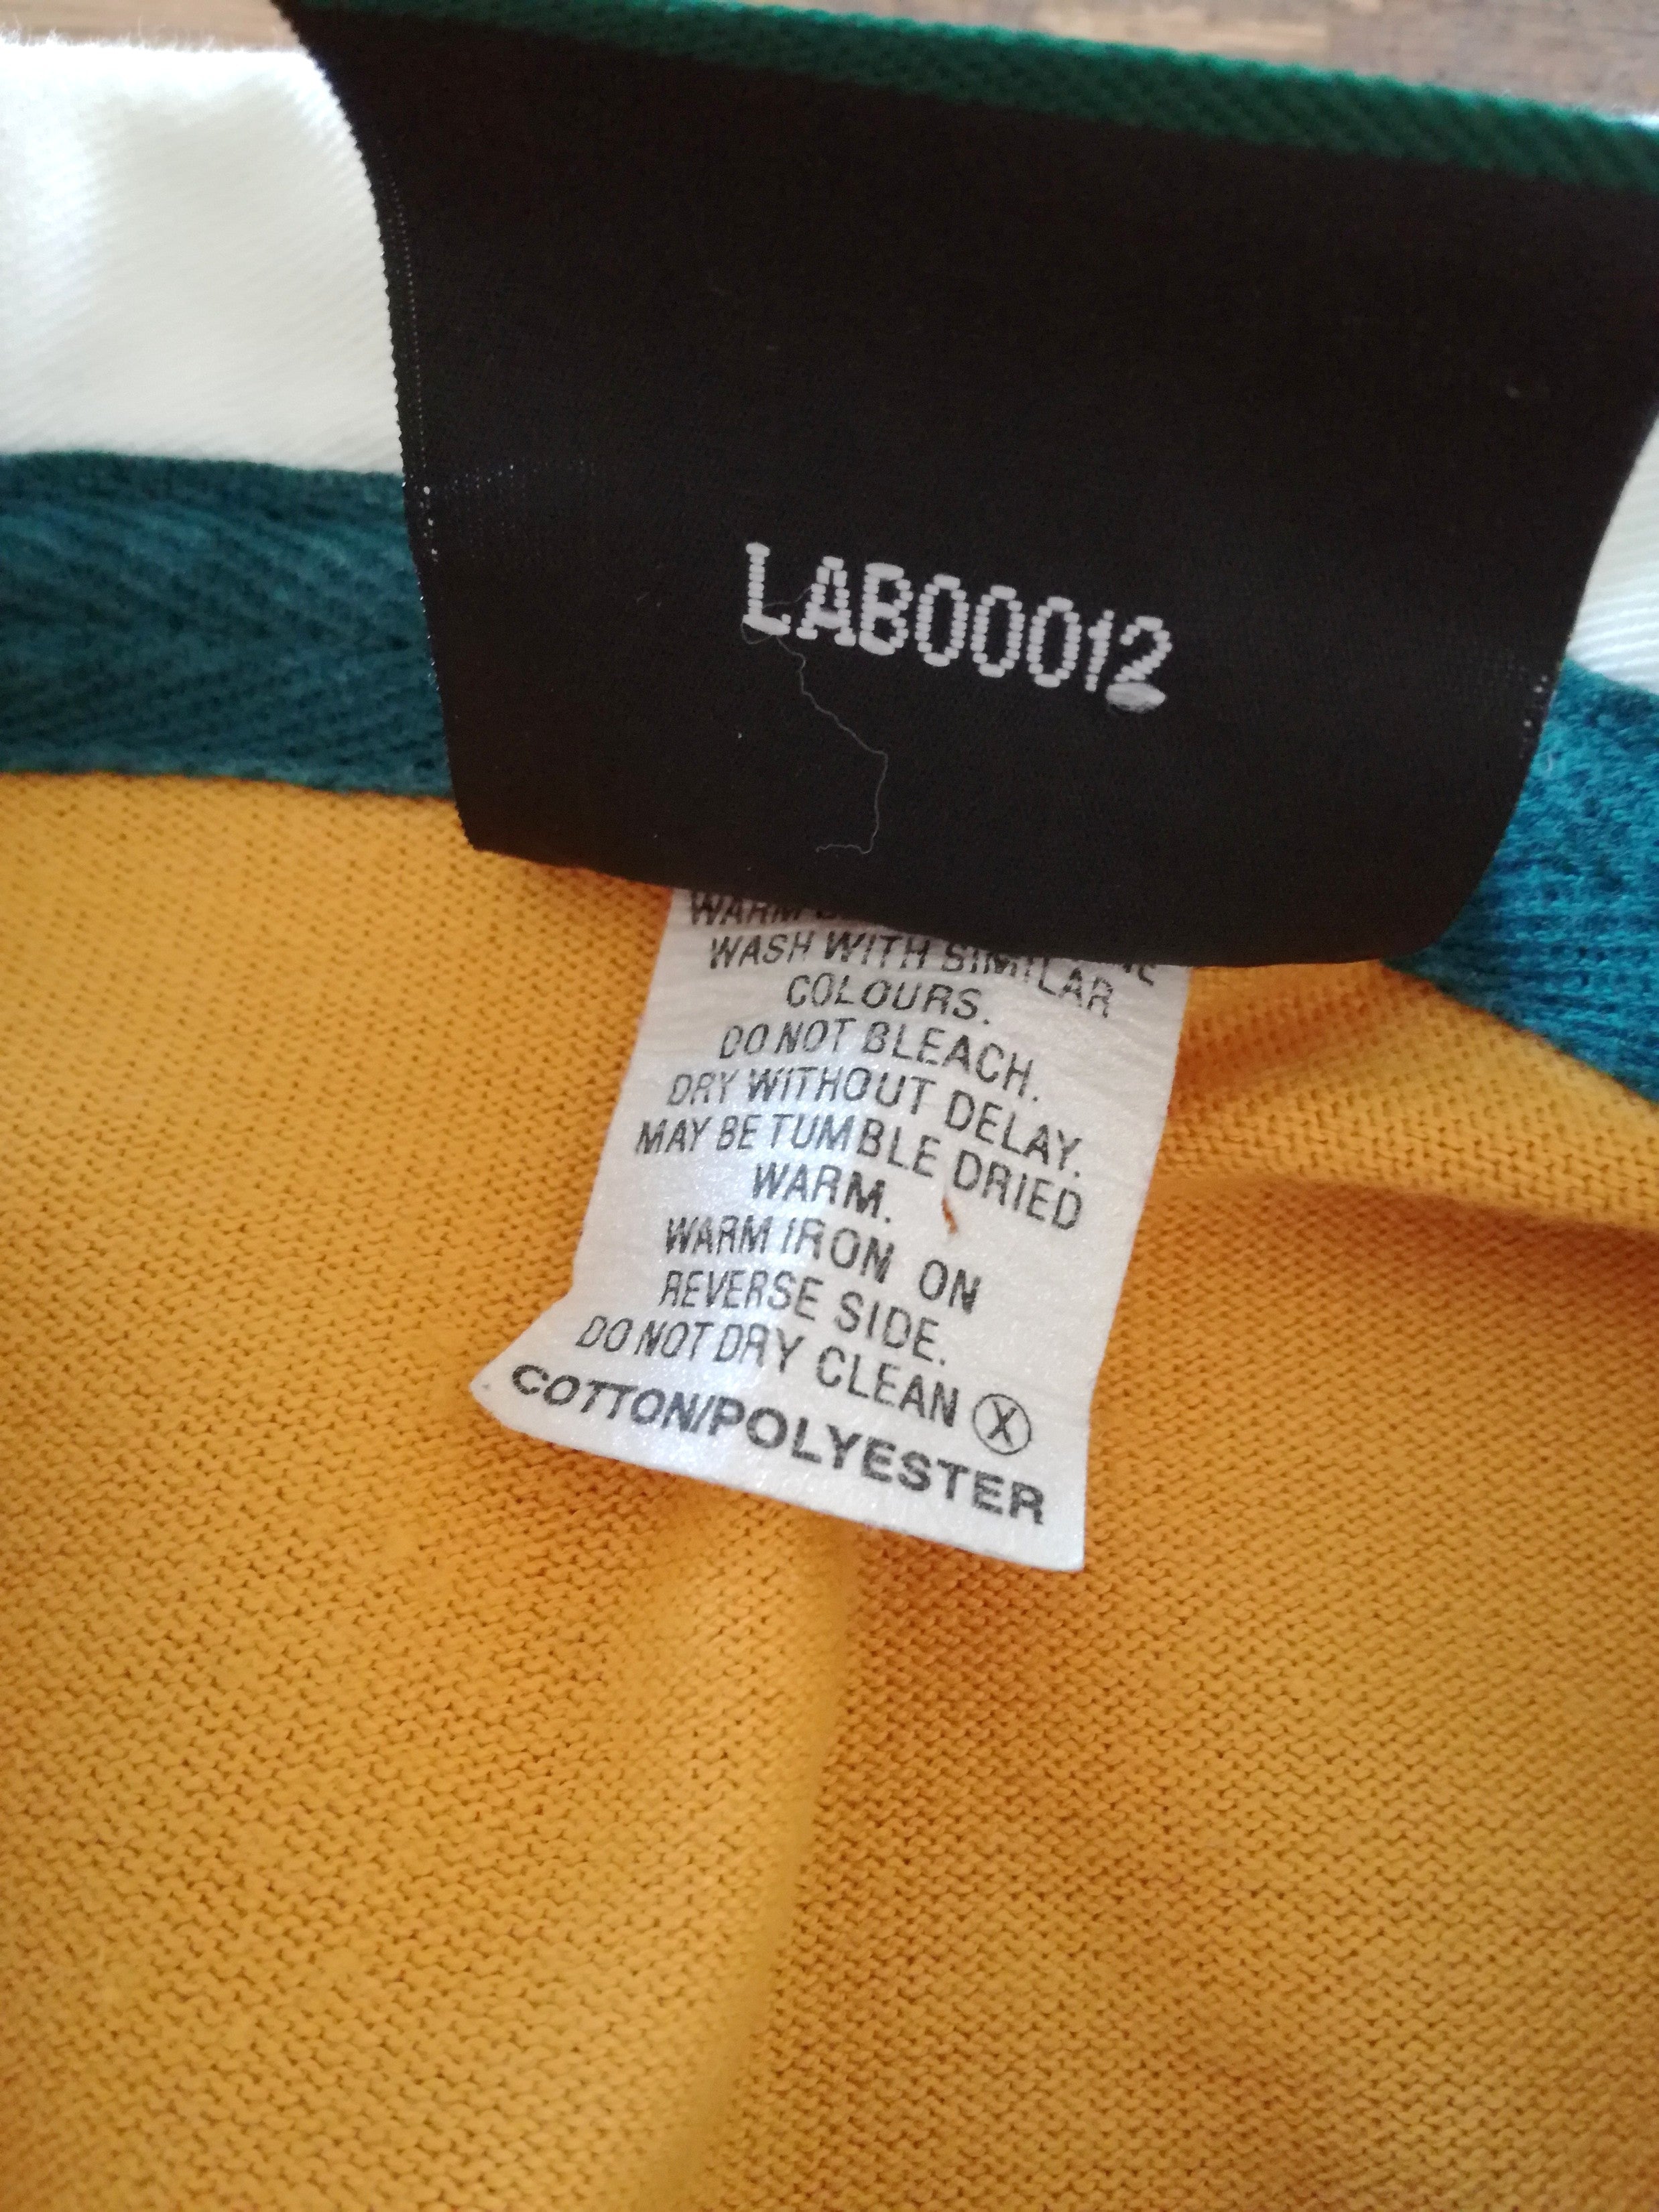 LAB00012
WARM
WASH WITH SIMILAR
COLOURS.
DO NOT BLEACH.
DRY WITHOUT DELAY.
MAY BE TUMBLE DRIED
WARM.
WARM IRON ON
REVERSE SIDE.
DO NOT DRY CLEAN Ⓧ
COTTON/POLYESTER